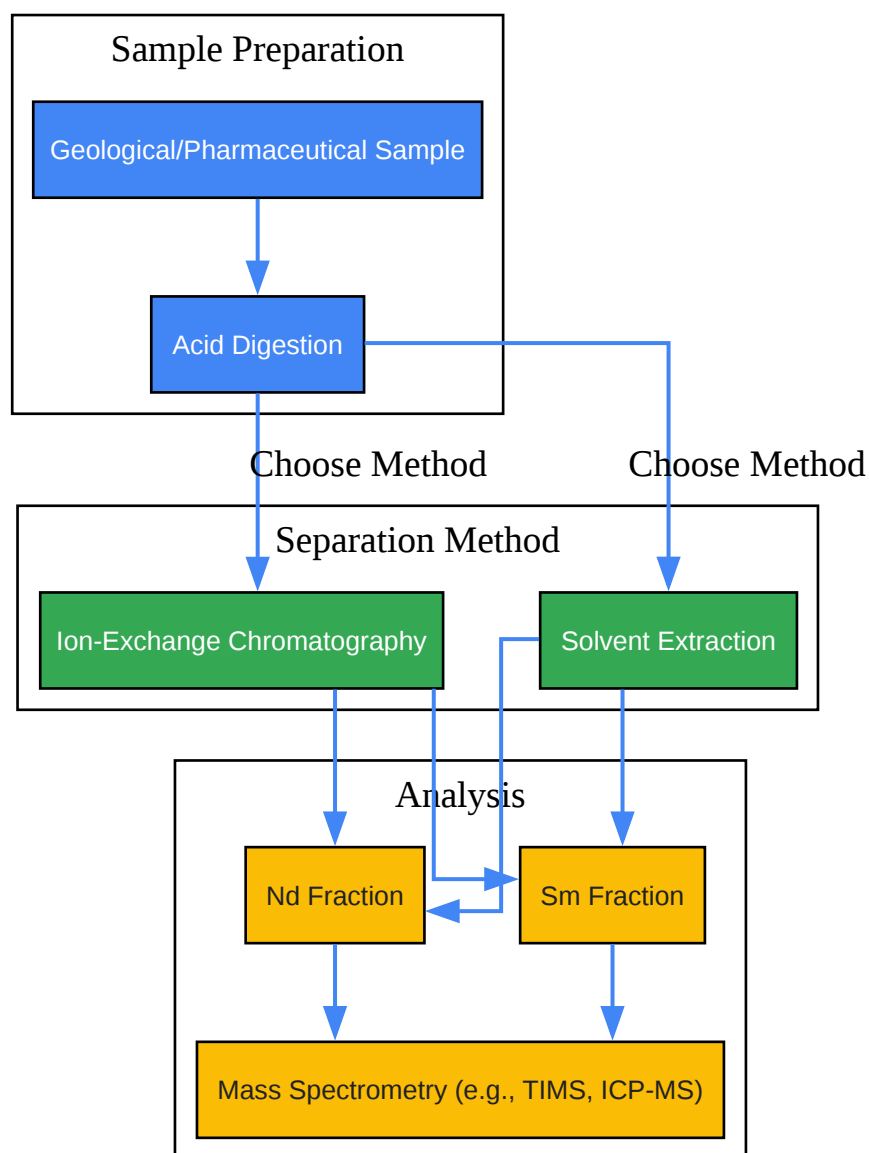 Sample Preparation
Geological/Pharmaceutical Sample
Acid Digestion
Choose Method
Choose Method
Separation Method
Ion-Exchange Chromatography
Solvent Extraction
Analysis
Nd Fraction
Sm Fraction
Mass Spectrometry (e.g., TIMS, ICP-MS)